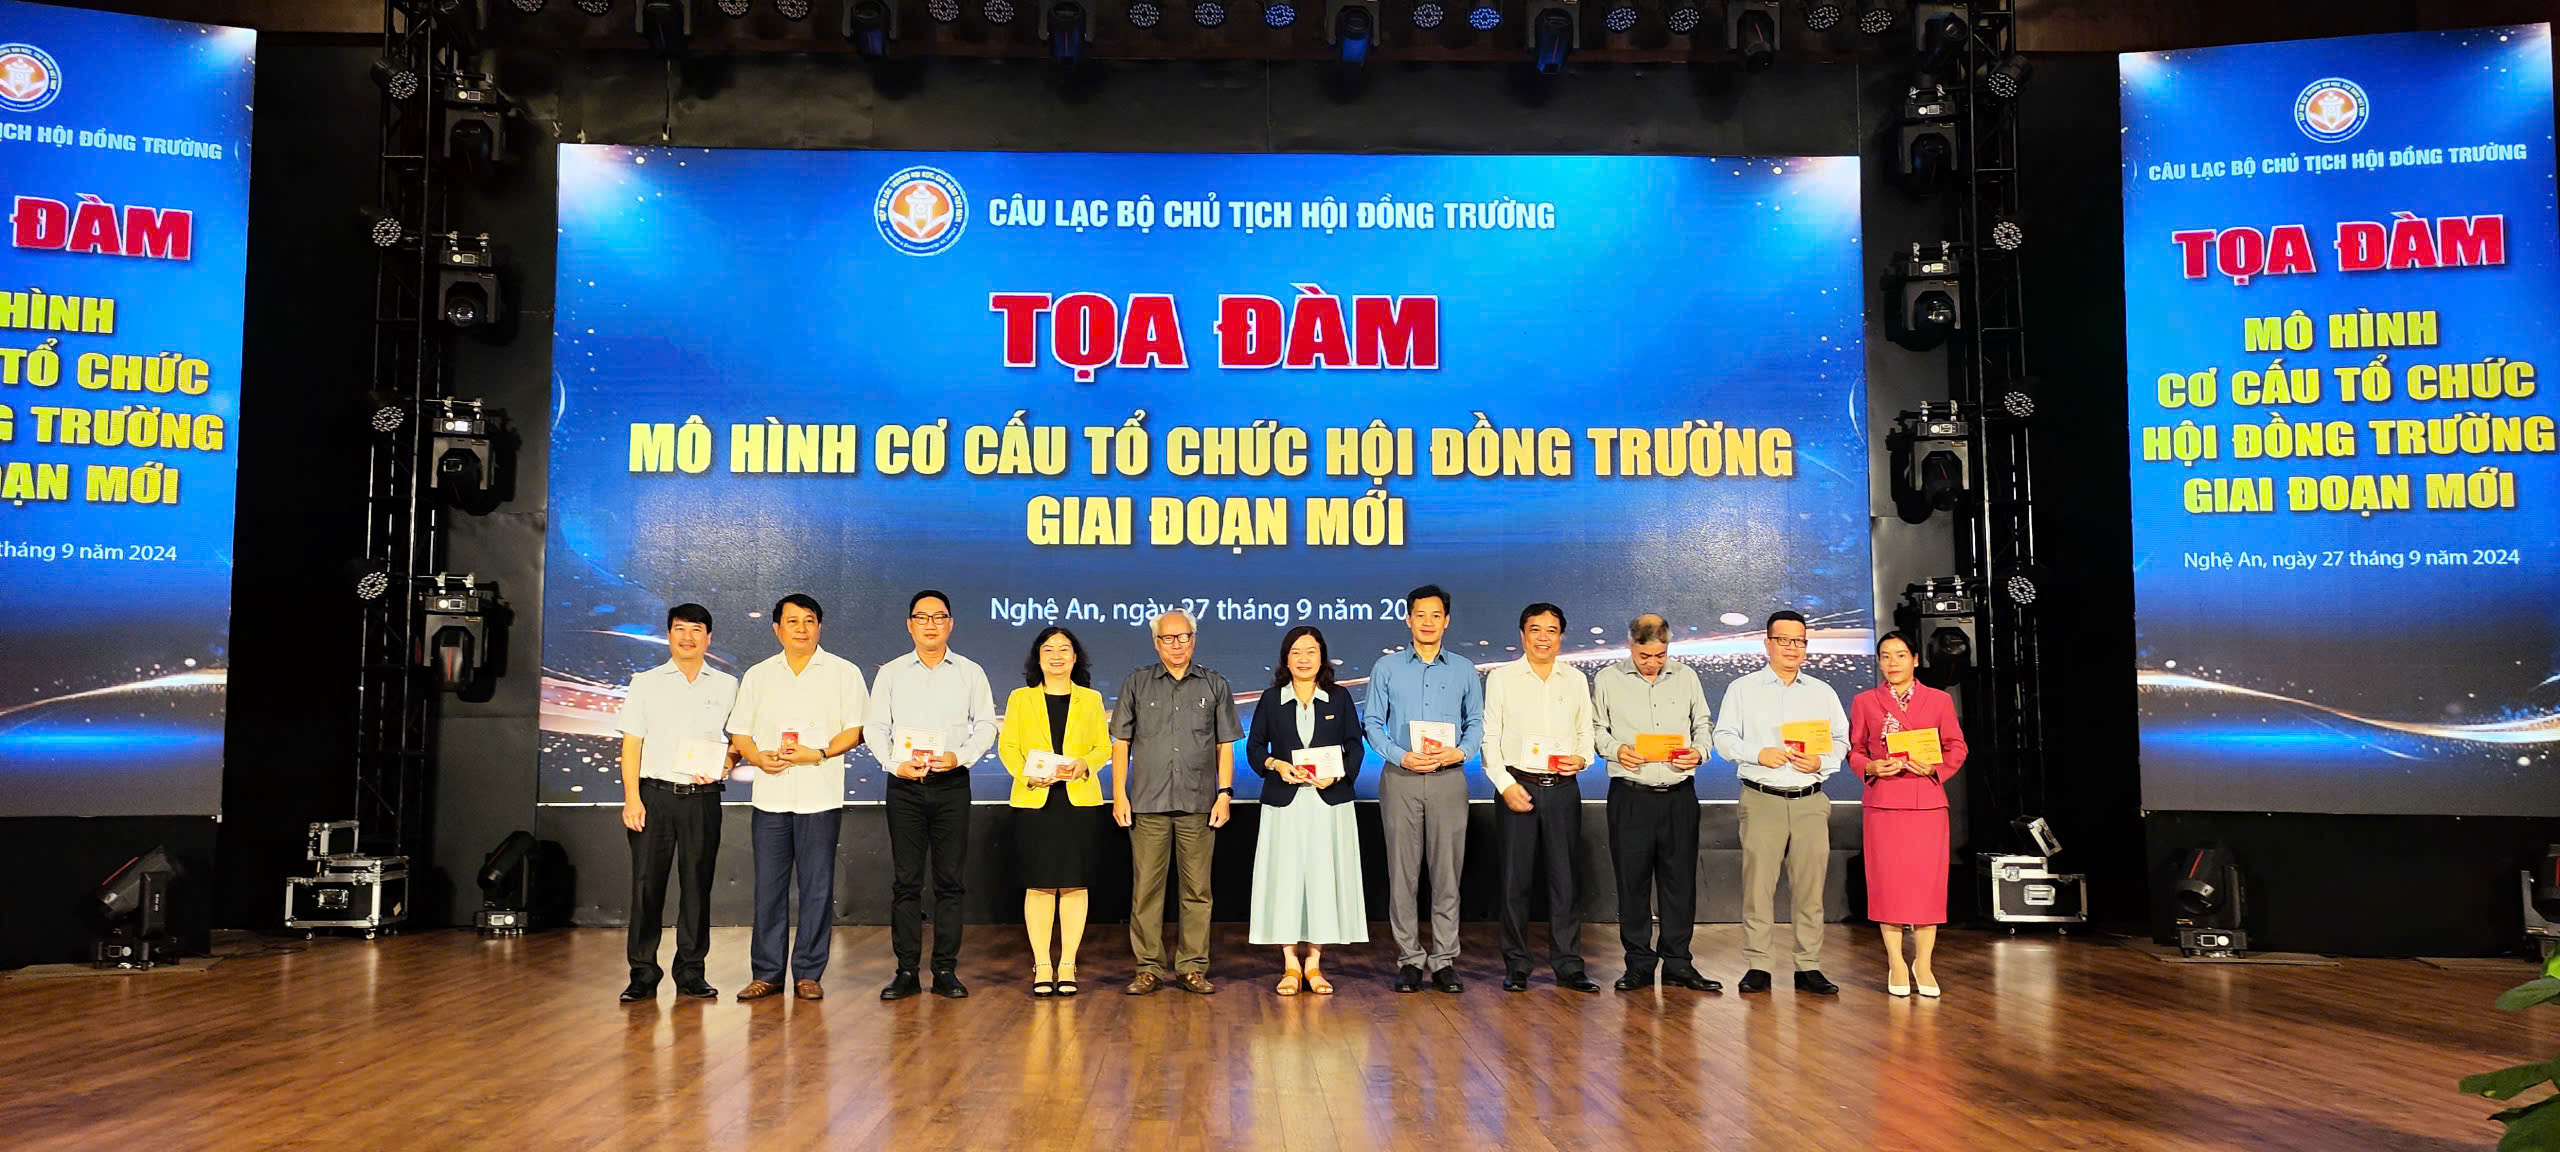 TỊCH HỘI ĐỒNG TRƯỜNG
ĐÀM
HÌNH
TỔ CHỨC
TRƯỜNG
MỚI
tháng 9 năm 2024
CÂU LẠC BỘ CHỦ TỊCH HỘI ĐỒNG TRƯỜNG
TỌA ĐÀM
MÔ HÌNH CƠ CẤU TỔ CHỨC HỘI ĐỒNG TRƯỜNG
GIAI ĐOẠN MỚI
Nghệ An, ngày 27 tháng 9 năm 20
CÂU LẠC BỘ CHỦ TỊCH HỘI ĐỒNG TRƯỜNG
TỌA ĐÀM
MÔ HÌNH
CƠ CẤU TỔ CHỨC
HỘI ĐỒNG TRƯỜNG
GIAI ĐOẠN MỚI
Nghệ An, ngày 27 tháng 9 năm 2024